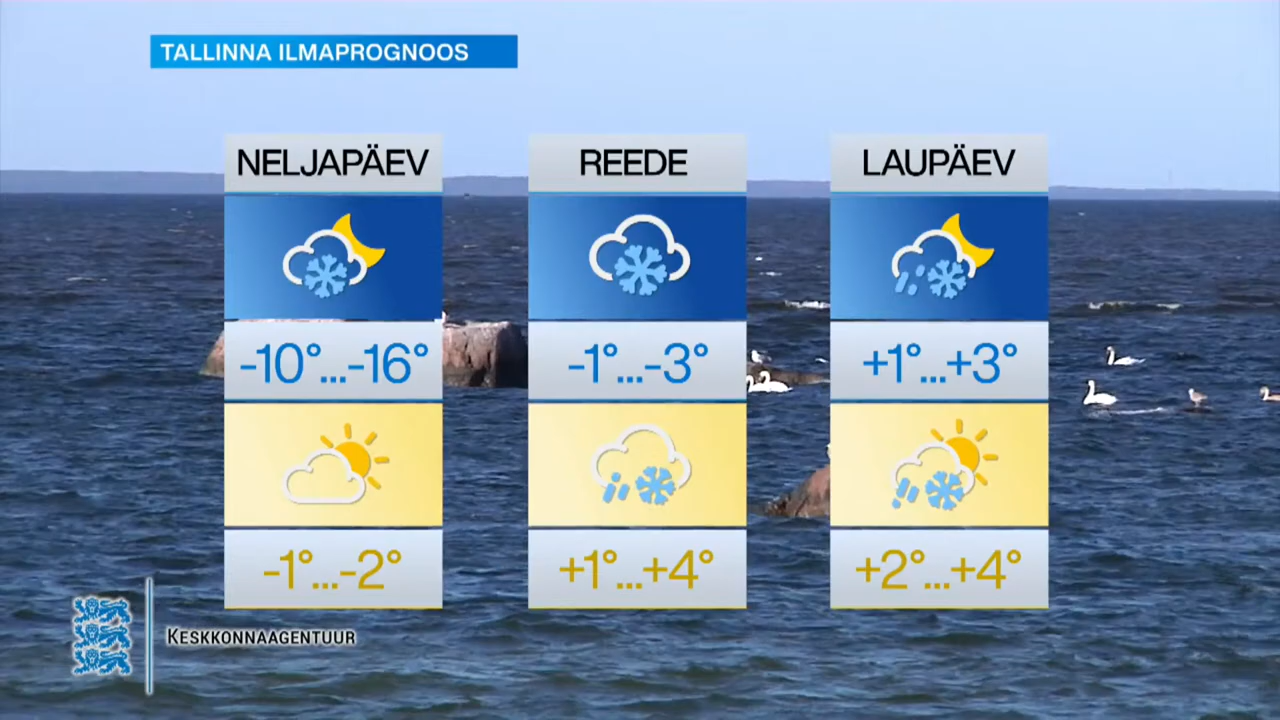 TALLINNA ILMAPROGNOOS
NELJAPÄEV
-10°...-16°
-1°...-2°
REEDE
-1°...-3°
+1°...+4°
LAUPÄEV
+1°...+3°
+2°...+4°
KESKKONNAAGENTUUR